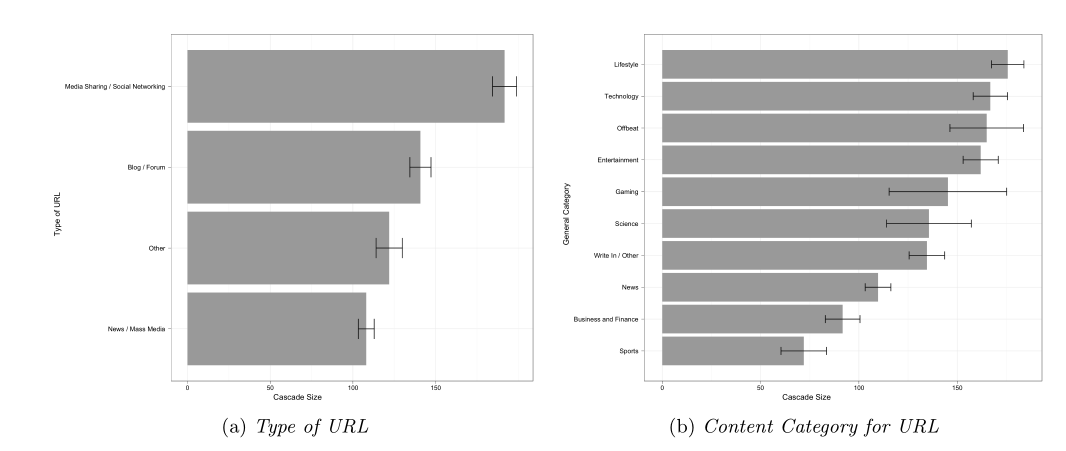 Type of URL
Media Sharing / Social Networking
Blog / Forum
Other
News / Mass Media
0 50 100 150
Cascade Size
(a) Type of URL
General Category
Lifestyle
Technology
Offbeat
Entertainment
Gaming
Science
Write In / Other
News
Business and Finance
Sports
0 50 100 150
Cascade Size
(b) Content Category for URL